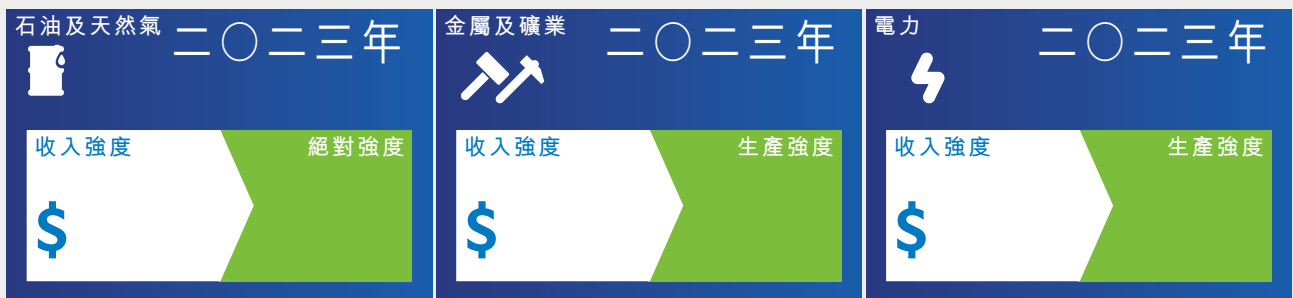 石油及天然氣
二〇二三年
收入強度
絕對強度
$
金屬及礦業
二〇二三年
收入強度
生產強度
$
電力
二〇二三年
收入強度
生產強度
$